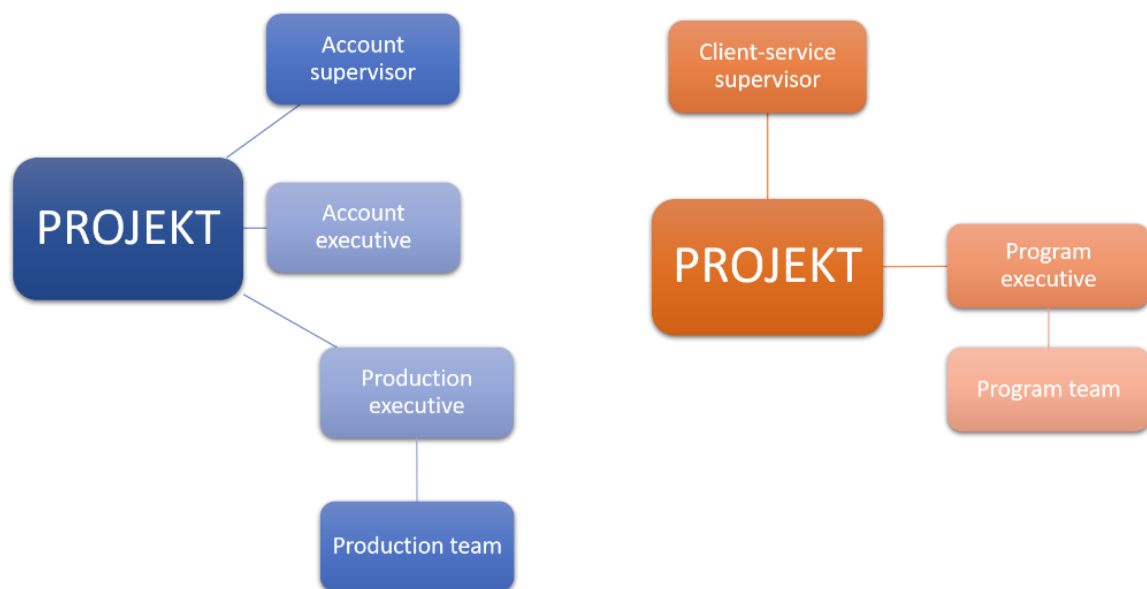 Account
supervisor
PROJEKT
Account
executive
Production
executive
Production team
Client-service
supervisor
PROJEKT
Program
executive
Program team